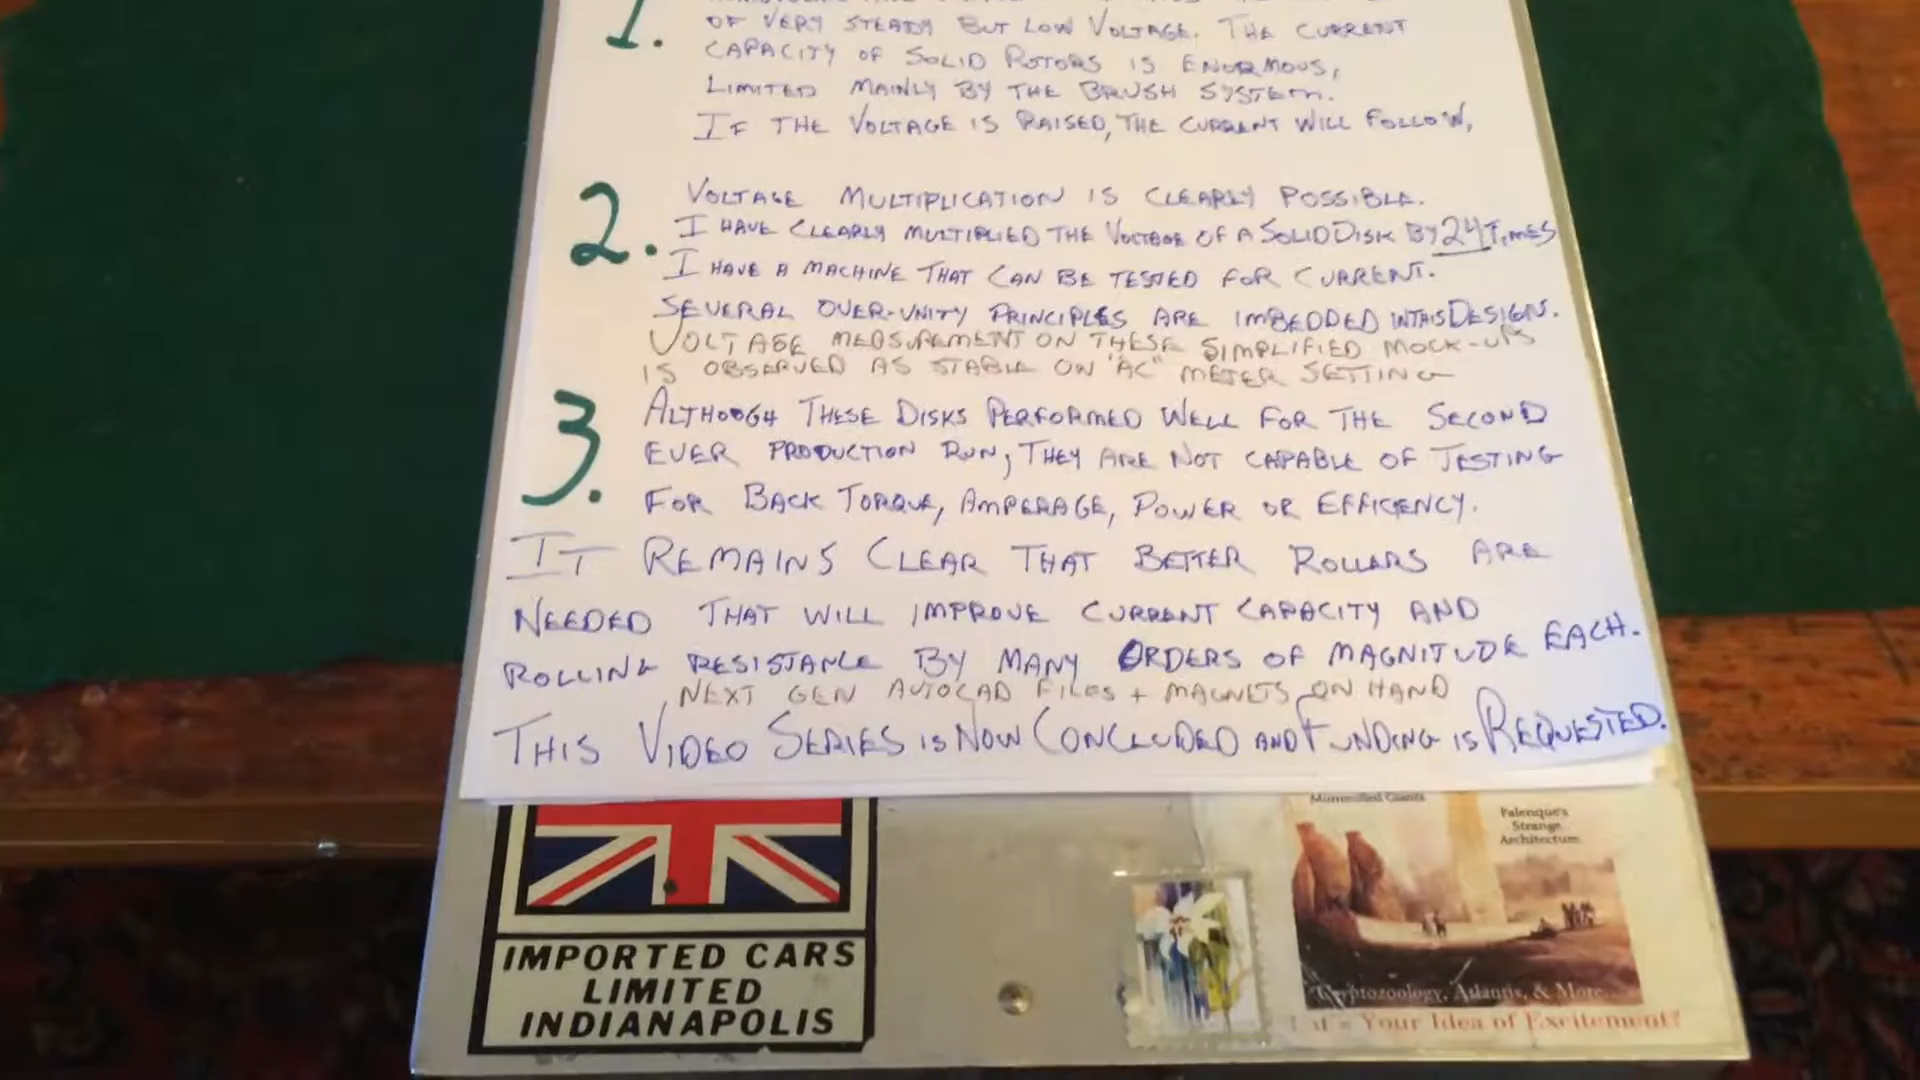 1. OF VERY STEADY BUT LOW VOLTAGE. THE CURRENT
CAPACITY OF SOLID ROTORS IS ENORMOUS,
LIMITED MAINLY BY THE BRUSH SYSTEM.
IF THE VOLTAGE IS RAISED, THE CURRENT WILL FOLLOW,
2. VOLTAGE MULTIPLICATION IS CLEARLY POSSIBLE.
I HAVE CLEARLY MULTIPLIED THE VOLTAGE OF A SOLID DISK BY 24 TIMES
I HAVE A MACHINE THAT CAN BE TESTED FOR CURRENT.
SEVERAL OVER-UNITY PRINCIPLES ARE IMBEDDED IN THIS DESIGN.
VOLTAGE MEASUREMENT ON THESE SIMPLIFIED MOCK-UPS
IS OBSERVED AS STABLE ON "AC" METER SETTING
3. ALTHOUGH THESE DISKS PERFORMED WELL FOR THE SECOND
EVER PRODUCTION RUN, THEY ARE NOT CAPABLE OF TESTING
FOR BACK TORQUE, AMPERAGE, POWER OR EFFICIENCY.
IT REMAINS CLEAR THAT BETTER ROLLERS ARE
NEEDED THAT WILL IMPROVE CURRENT CAPACITY AND
ROLLING RESISTANCE BY MANY ORDERS OF MAGNITUDE EACH.
NEXT GEN AUTOCAD FILES + MAGNETS ON HAND
THIS VIDEO SERIES IS NOW CONCLUDED AND FUNDING IS REQUESTED.
Mummified Giants
Palenque's
Strange
Architecture
IMPORTED CARS
LIMITED
INDIANAPOLIS
Cryptozoology, Atlantis, & More...
Your Idea of Excitement?